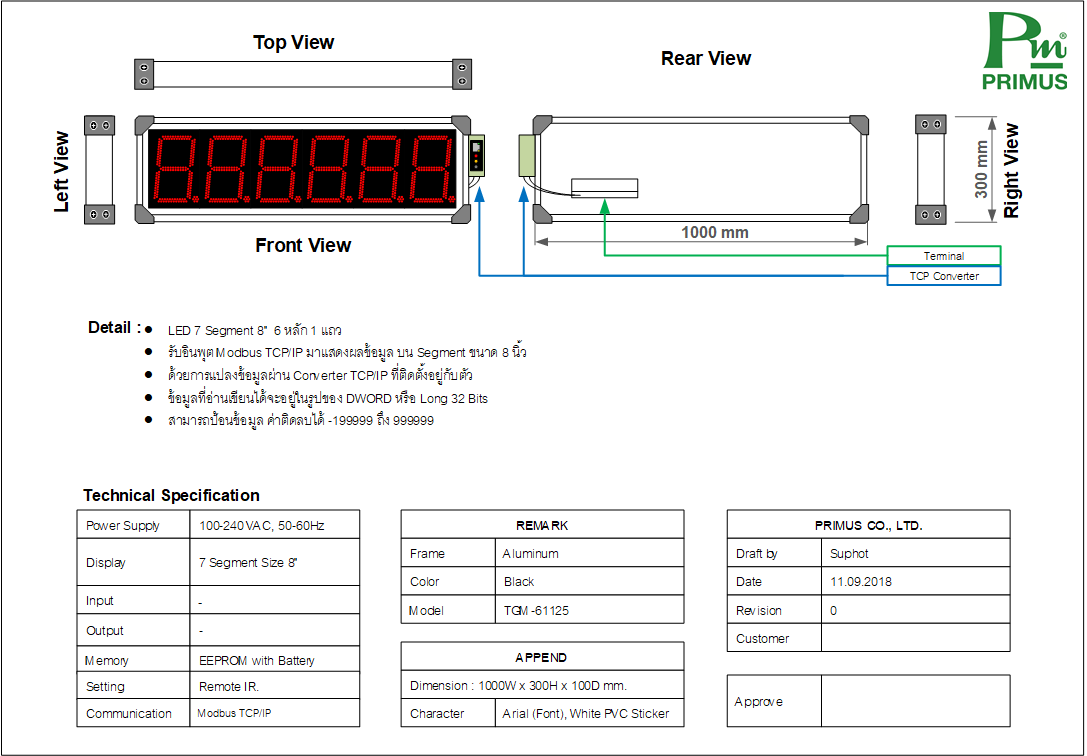 Top View
Rear View
Pm®
PRIMUS
Left View
Front View
1000 mm
300 mm
Right View
Terminal
TCP Converter
Detail :
● LED 7 Segment 8" 6 หลัก 1 แถว
● รับอินพุต Modbus TCP/IP มาแสดงผลข้อมูล บน Segment ขนาด 8 นิ้ว
● ด้วยการแปลงข้อมูลผ่าน Converter TCP/IP ที่ติดตั้งอยู่กับตัว
● ข้อมูลที่อ่านเขียนได้จะอยู่ในรูปของ DWORD หรือ Long 32 Bits
● สามารถป้อนข้อมูล ค่าติดลบได้ -199999 ถึง 999999
Technical Specification
Power Supply 100-240VAC, 50-60Hz
Display 7 Segment Size 8"
Input -
Output -
Memory EEPROM with Battery
Setting Remote IR.
Communication Modbus TCP/IP
REMARK
Frame Aluminum
Color Black
Model TGM-61125
APPEND
Dimension : 1000W x 300H x 100D mm.
Character Arial (Font), White PVC Sticker
PRIMUS CO., LTD.
Draft by Suphot
Date 11.09.2018
Revision 0
Customer
Approve